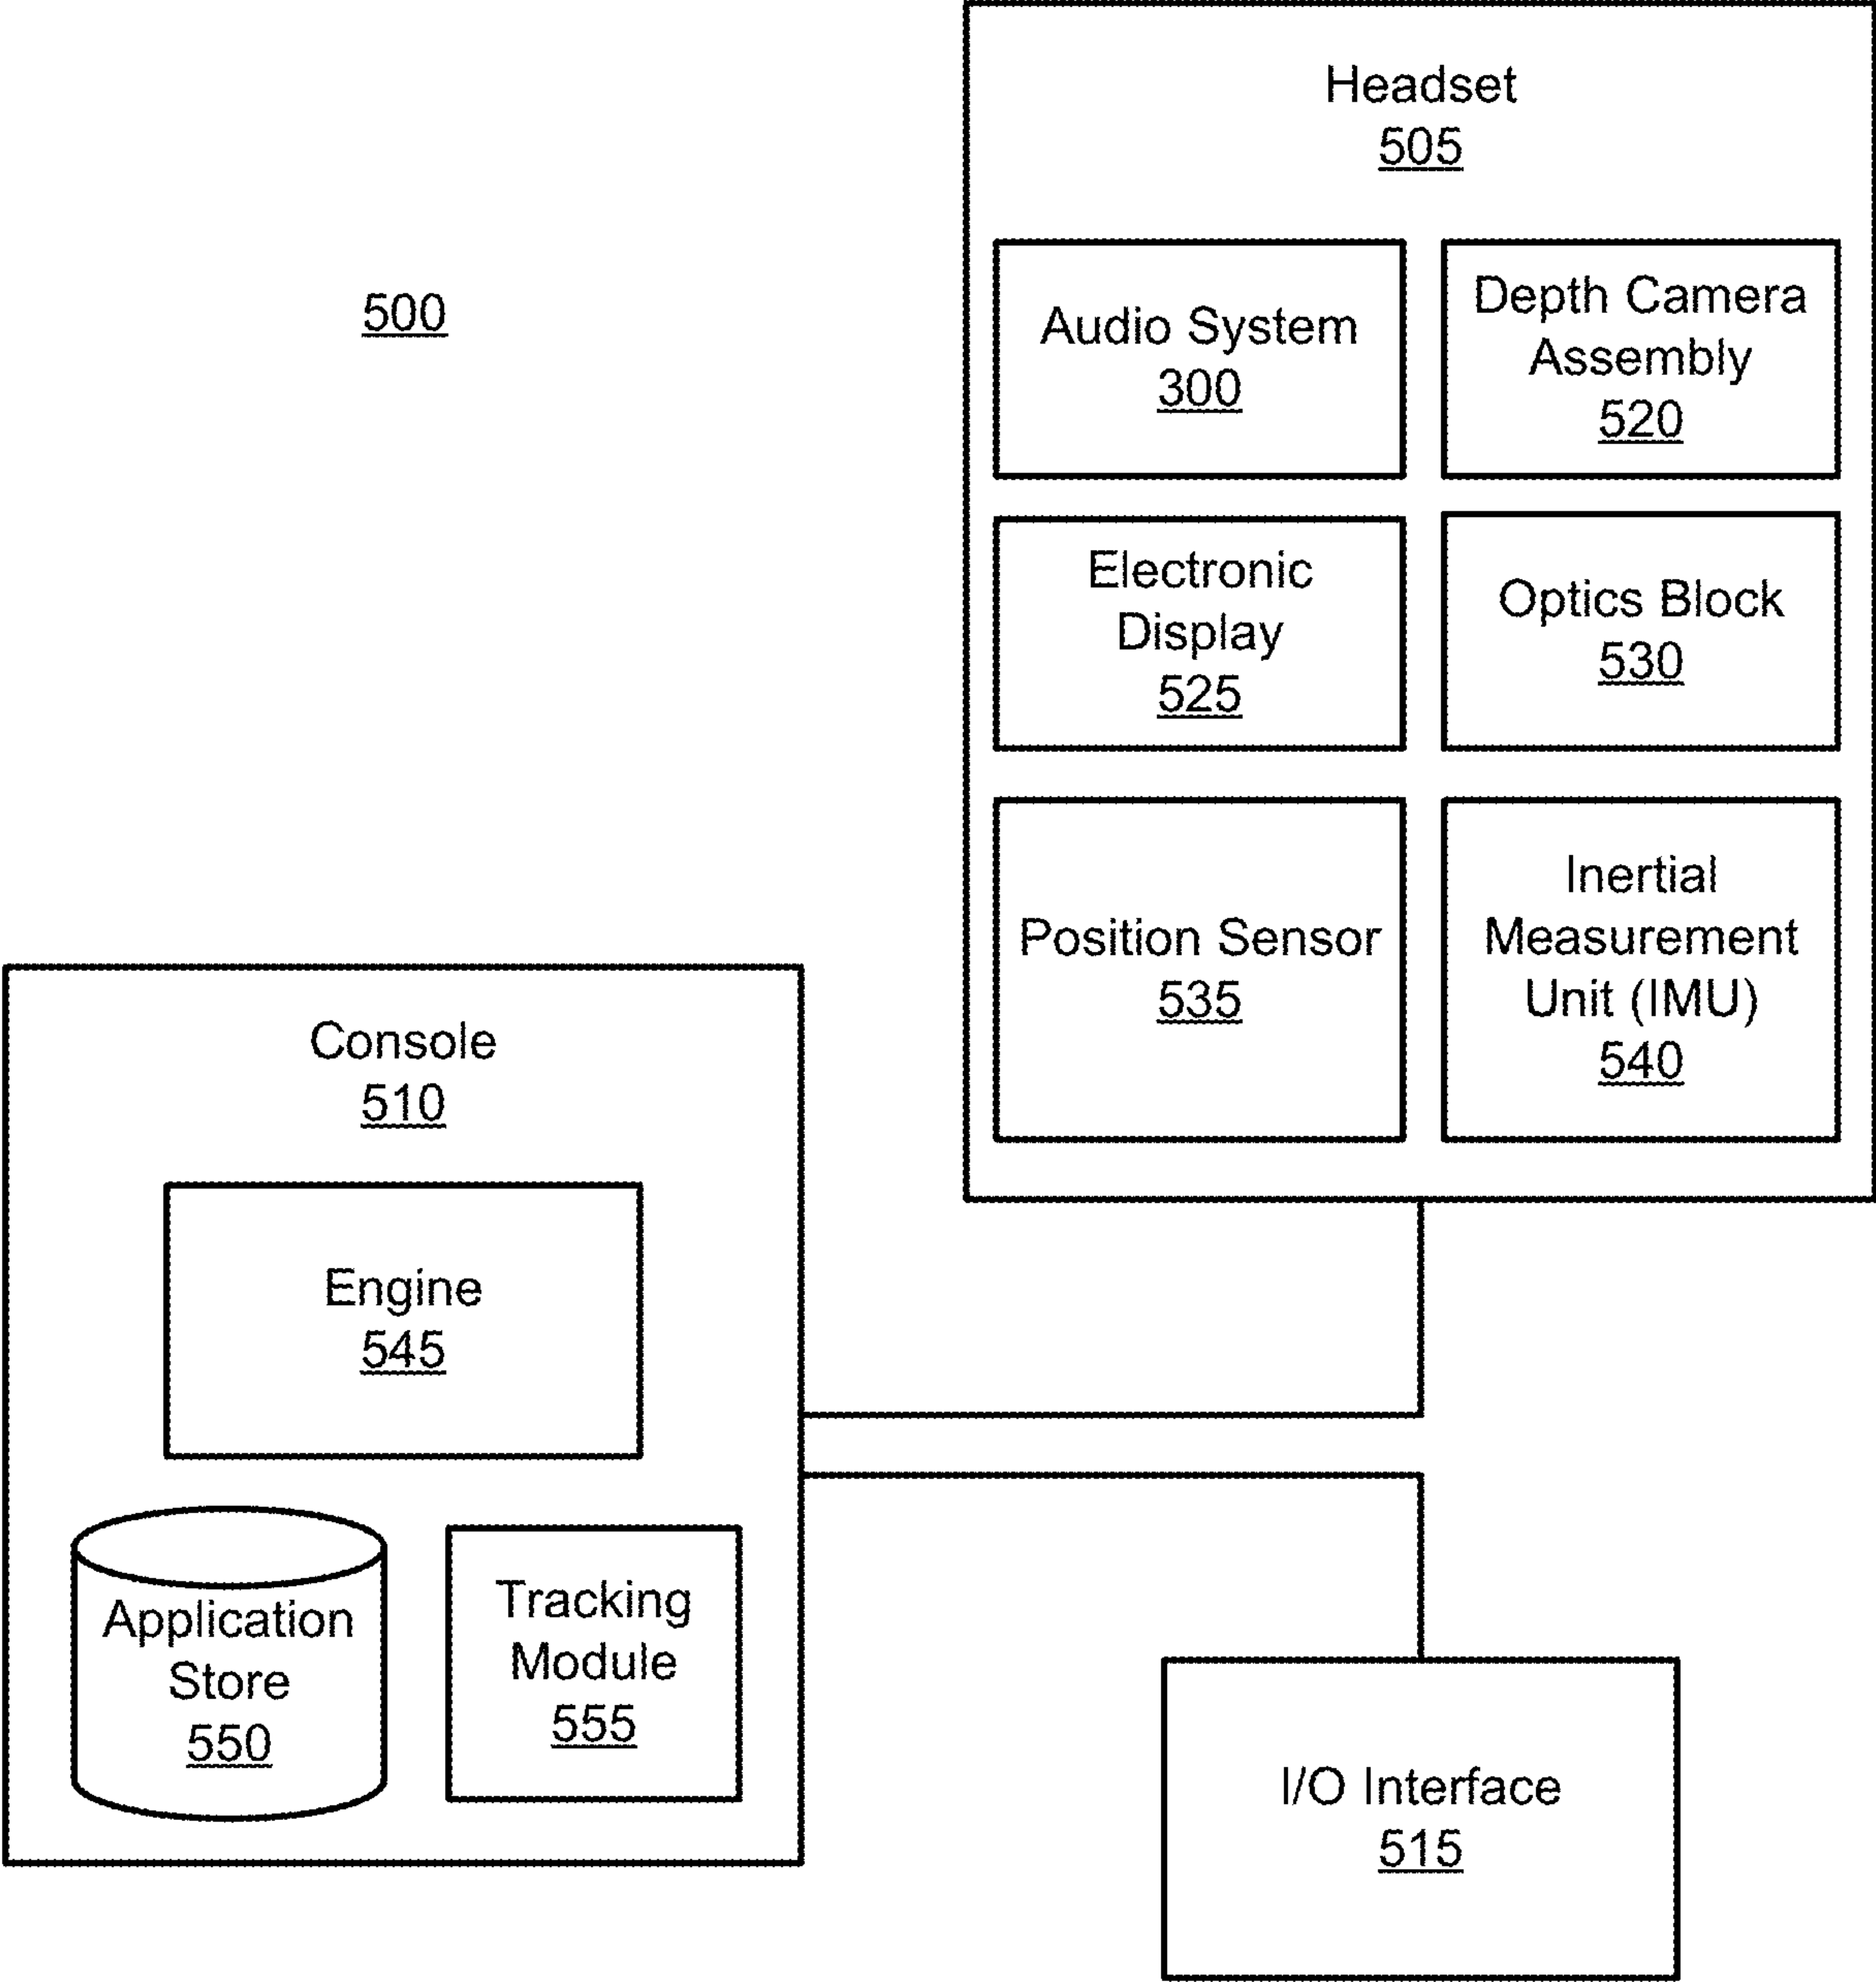 Headset
505
500
Audio System
300
Depth Camera
Assembly
520
Electronic
Display
525
Optics Block
530
Position Sensor
535
Inertial
Measurement
Unit (IMU)
540
Console
510
Engine
545
Application
Store
550
Tracking
Module
555
I/O Interface
515